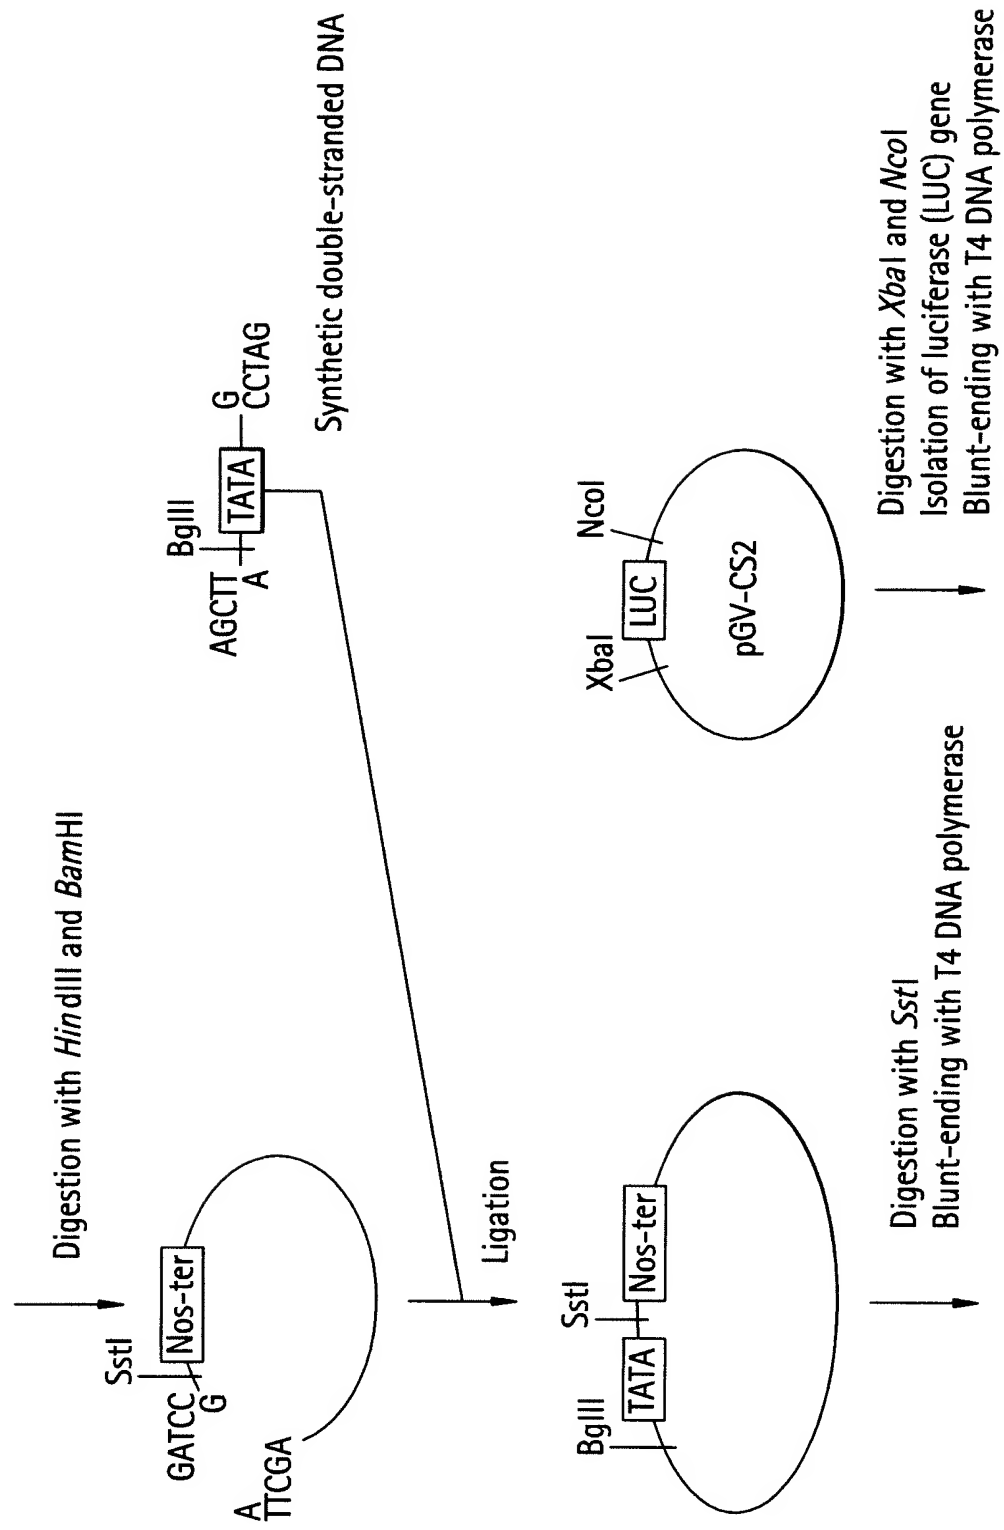 Digestion with HindIII and BamHI
SstI
GATCC
G
Nos-ter
A
TTCGA
BglII
AGCTT
A
TATA
G
CCTAG
Synthetic double-stranded DNA
Ligation
BglII
TATA
SstI
Nos-ter
XbaI
LUC
NcoI
pGV-CS2
Digestion with SstI
Blunt-ending with T4 DNA polymerase
Digestion with XbaI and NcoI
Isolation of luciferase (LUC) gene
Blunt-ending with T4 DNA polymerase